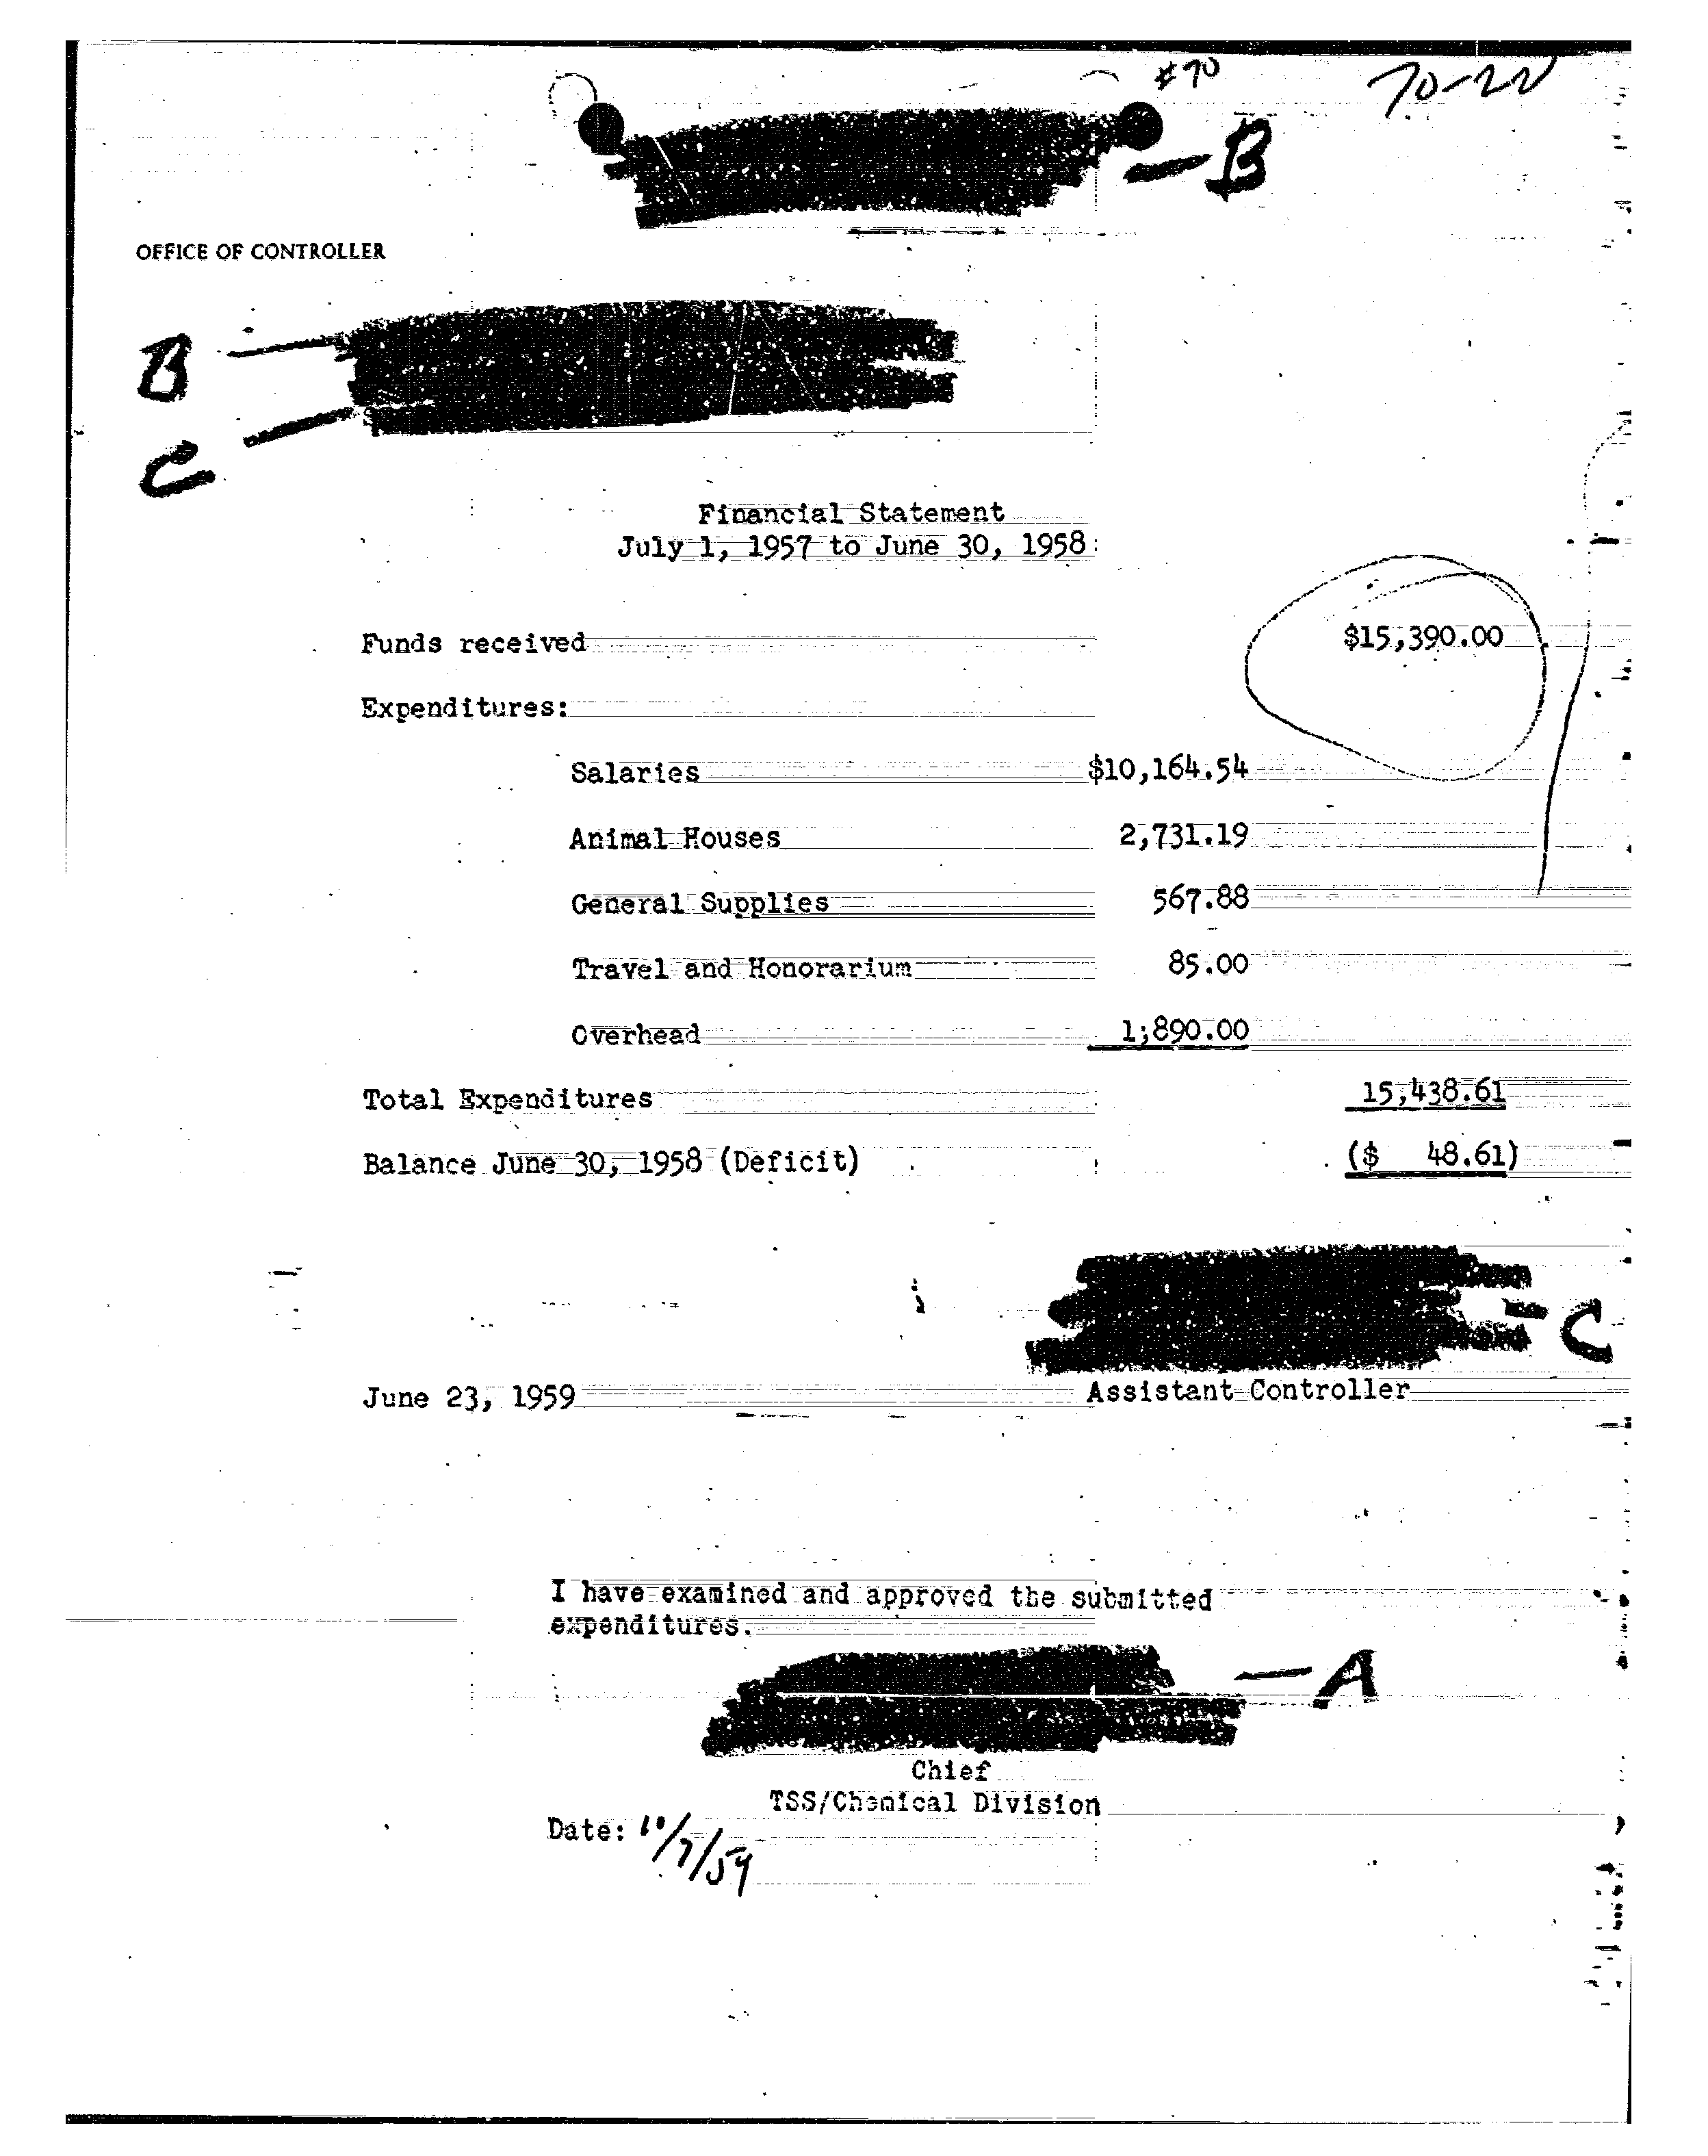 #70
70-22
B
OFFICE OF CONTROLLER
B
C
Financial Statement
July 1, 1957 to June 30, 1958
Funds received $15,390.00
Expenditures:
Salaries $10,164.54
Animal Houses 2,731.19
General Supplies 567.88
Travel and Honorarium 85.00
Overhead 1,890.00
Total Expenditures 15,438.61
Balance June 30, 1958 (Deficit) ($ 48.61)
C
June 23, 1959 Assistant Controller
I have examined and approved the submitted
expenditures.
A
Chief
TSS/Chemical Division
Date: 10/7/59